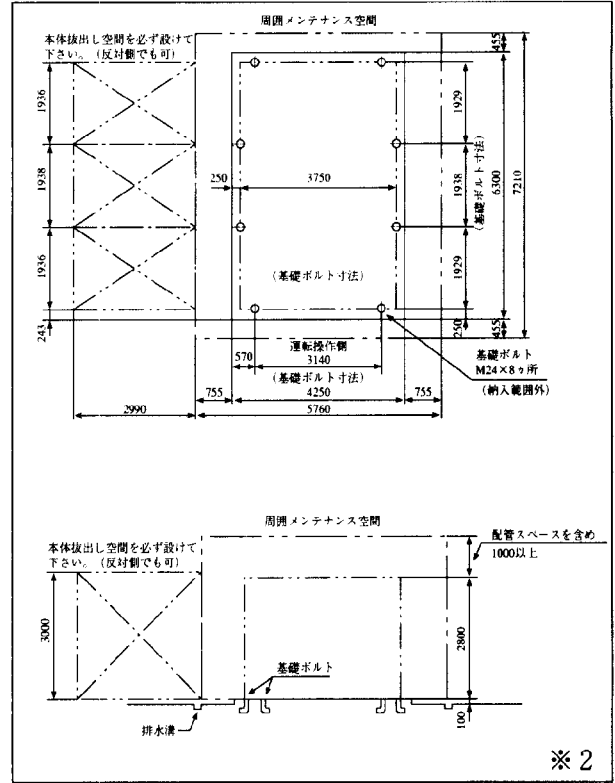 周囲メンテナンス空間
本体抜出し空間を必ず設けて
下さい。(反対側でも可)
455
1936
1929
1938
250
3750
1938
(基礎ボルト寸法)
6300
7210
1936
(基礎ボルト寸法)
1929
243
250
455
運転操作側
570
3140
(基礎ボルト寸法)
基礎ボルト
M24×8ヵ所
(納入範囲外)
755
4250
755
2990
5760
周囲メンテナンス空間
本体抜出し空間を必ず設けて
下さい。(反対側でも可)
配管スペースを含め
1000以上
3000
2800
基礎ボルト
排水溝
100
※2